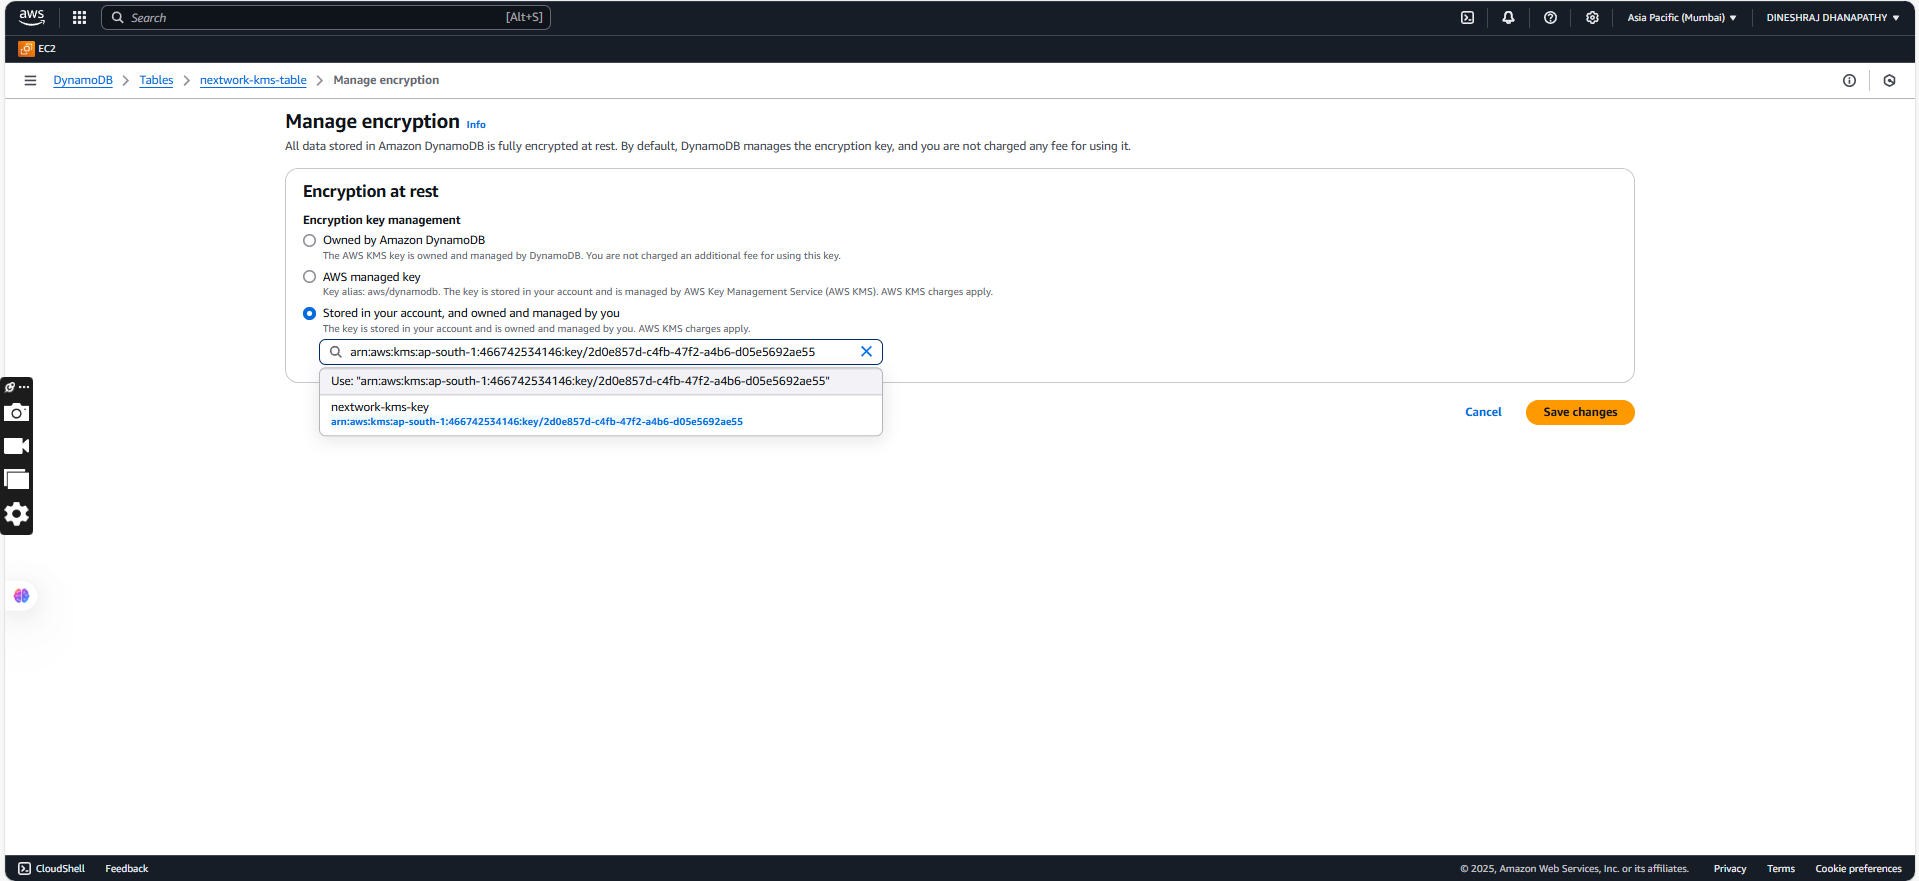 aws
Search [Alt+S] Asia Pacific (Mumbai) DINESHRAJ DHANAPATHY
EC2
DynamoDB Tables nextwork-kms-table Manage encryption
Manage encryption Info
All data stored in Amazon DynamoDB is fully encrypted at rest. By default, DynamoDB manages the encryption key, and you are not charged any fee for using it.
Encryption at rest
Encryption key management
Owned by Amazon DynamoDB
The AWS KMS key is owned and managed by DynamoDB. You are not charged an additional fee for using this key.
AWS managed key
Key alias: aws/dynamodb. The key is stored in your account and is managed by AWS Key Management Service (AWS KMS). AWS KMS charges apply.
Stored in your account, and owned and managed by you
The key is stored in your account and is owned and managed by you. AWS KMS charges apply.
arn:aws:kms:ap-south-1:466742534146:key/2d0e857d-c4fb-47f2-a4b6-d05e5692ae55
Use: "arn:aws:kms:ap-south-1:466742534146:key/2d0e857d-c4fb-47f2-a4b6-d05e5692ae55"
nextwork-kms-key
arn:aws:kms:ap-south-1:466742534146:key/2d0e857d-c4fb-47f2-a4b6-d05e5692ae55
Cancel Save changes
CloudShell Feedback © 2025, Amazon Web Services, Inc. or its affiliates. Privacy Terms Cookie preferences